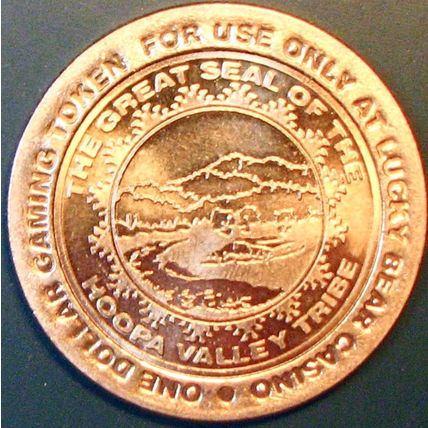 ONE DOLLAR GAMING TOKEN FOR USE ONLY AT LUCKY BEAR CASINO •
THE GREAT SEAL OF THE
HOOPA VALLEY TRIBE